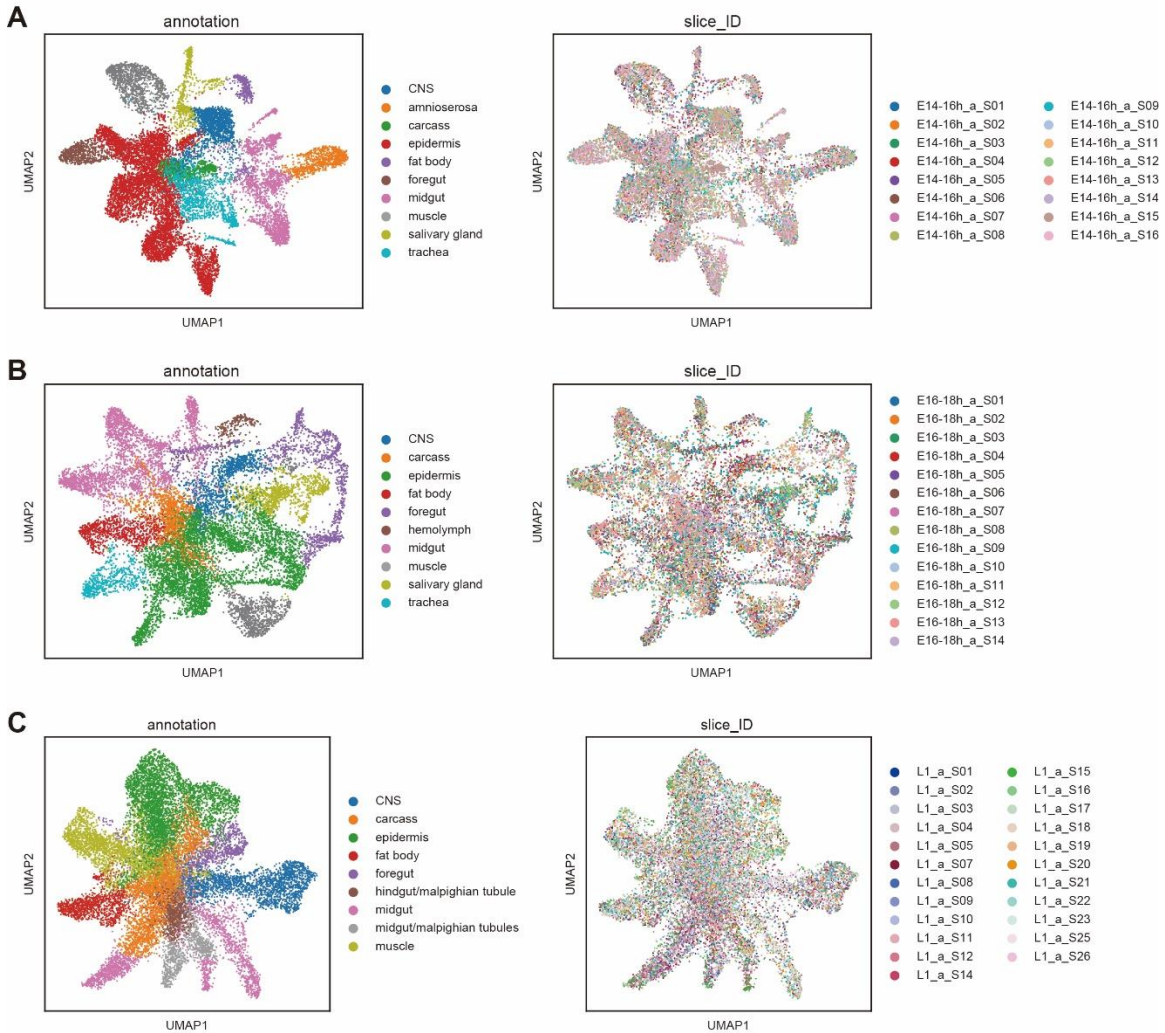 A
annotation
UMAP2
UMAP1
CNS
amnioserosa
carcass
epidermis
fat body
foregut
midgut
muscle
salivary gland
trachea
slice_ID
UMAP2
UMAP1
E14-16h_a_S01
E14-16h_a_S02
E14-16h_a_S03
E14-16h_a_S04
E14-16h_a_S05
E14-16h_a_S06
E14-16h_a_S07
E14-16h_a_S08
E14-16h_a_S09
E14-16h_a_S10
E14-16h_a_S11
E14-16h_a_S12
E14-16h_a_S13
E14-16h_a_S14
E14-16h_a_S15
E14-16h_a_S16
B
annotation
UMAP2
UMAP1
CNS
carcass
epidermis
fat body
foregut
hemolymph
midgut
muscle
salivary gland
trachea
slice_ID
UMAP2
UMAP1
E16-18h_a_S01
E16-18h_a_S02
E16-18h_a_S03
E16-18h_a_S04
E16-18h_a_S05
E16-18h_a_S06
E16-18h_a_S07
E16-18h_a_S08
E16-18h_a_S09
E16-18h_a_S10
E16-18h_a_S11
E16-18h_a_S12
E16-18h_a_S13
E16-18h_a_S14
C
annotation
UMAP2
UMAP1
CNS
carcass
epidermis
fat body
foregut
hindgut/malpighian tubule
midgut
midgut/malpighian tubules
muscle
slice_ID
UMAP2
UMAP1
L1_a_S01
L1_a_S02
L1_a_S03
L1_a_S04
L1_a_S05
L1_a_S07
L1_a_S08
L1_a_S09
L1_a_S10
L1_a_S11
L1_a_S12
L1_a_S14
L1_a_S15
L1_a_S16
L1_a_S17
L1_a_S18
L1_a_S19
L1_a_S20
L1_a_S21
L1_a_S22
L1_a_S23
L1_a_S25
L1_a_S26